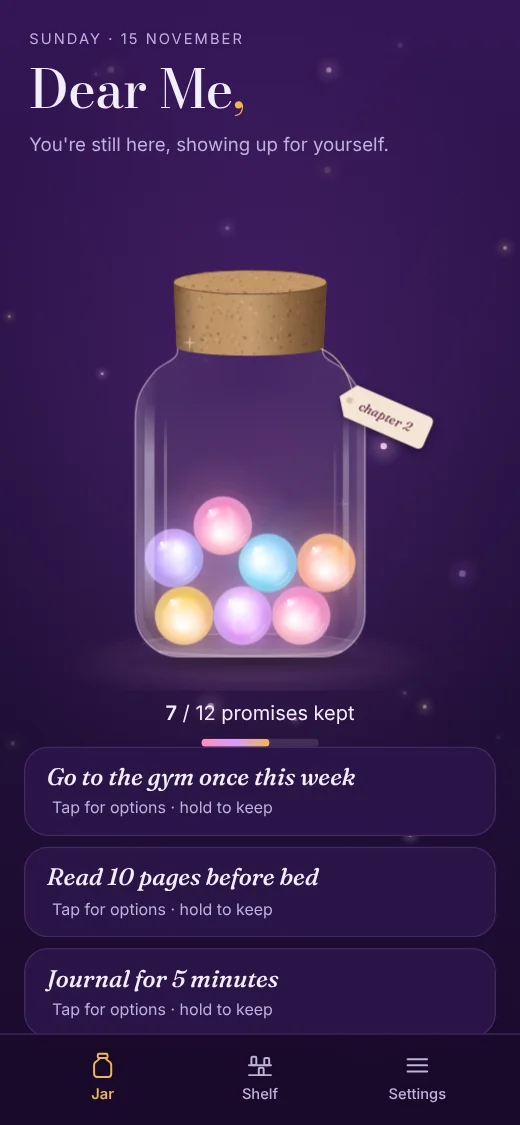 SUNDAY · 15 NOVEMBER
Dear Me,
You're still here, showing up for yourself.
chapter 2
7 / 12 promises kept
Go to the gym once this week
Tap for options · hold to keep
Read 10 pages before bed
Tap for options · hold to keep
Journal for 5 minutes
Tap for options · hold to keep
Jar
Shelf
Settings